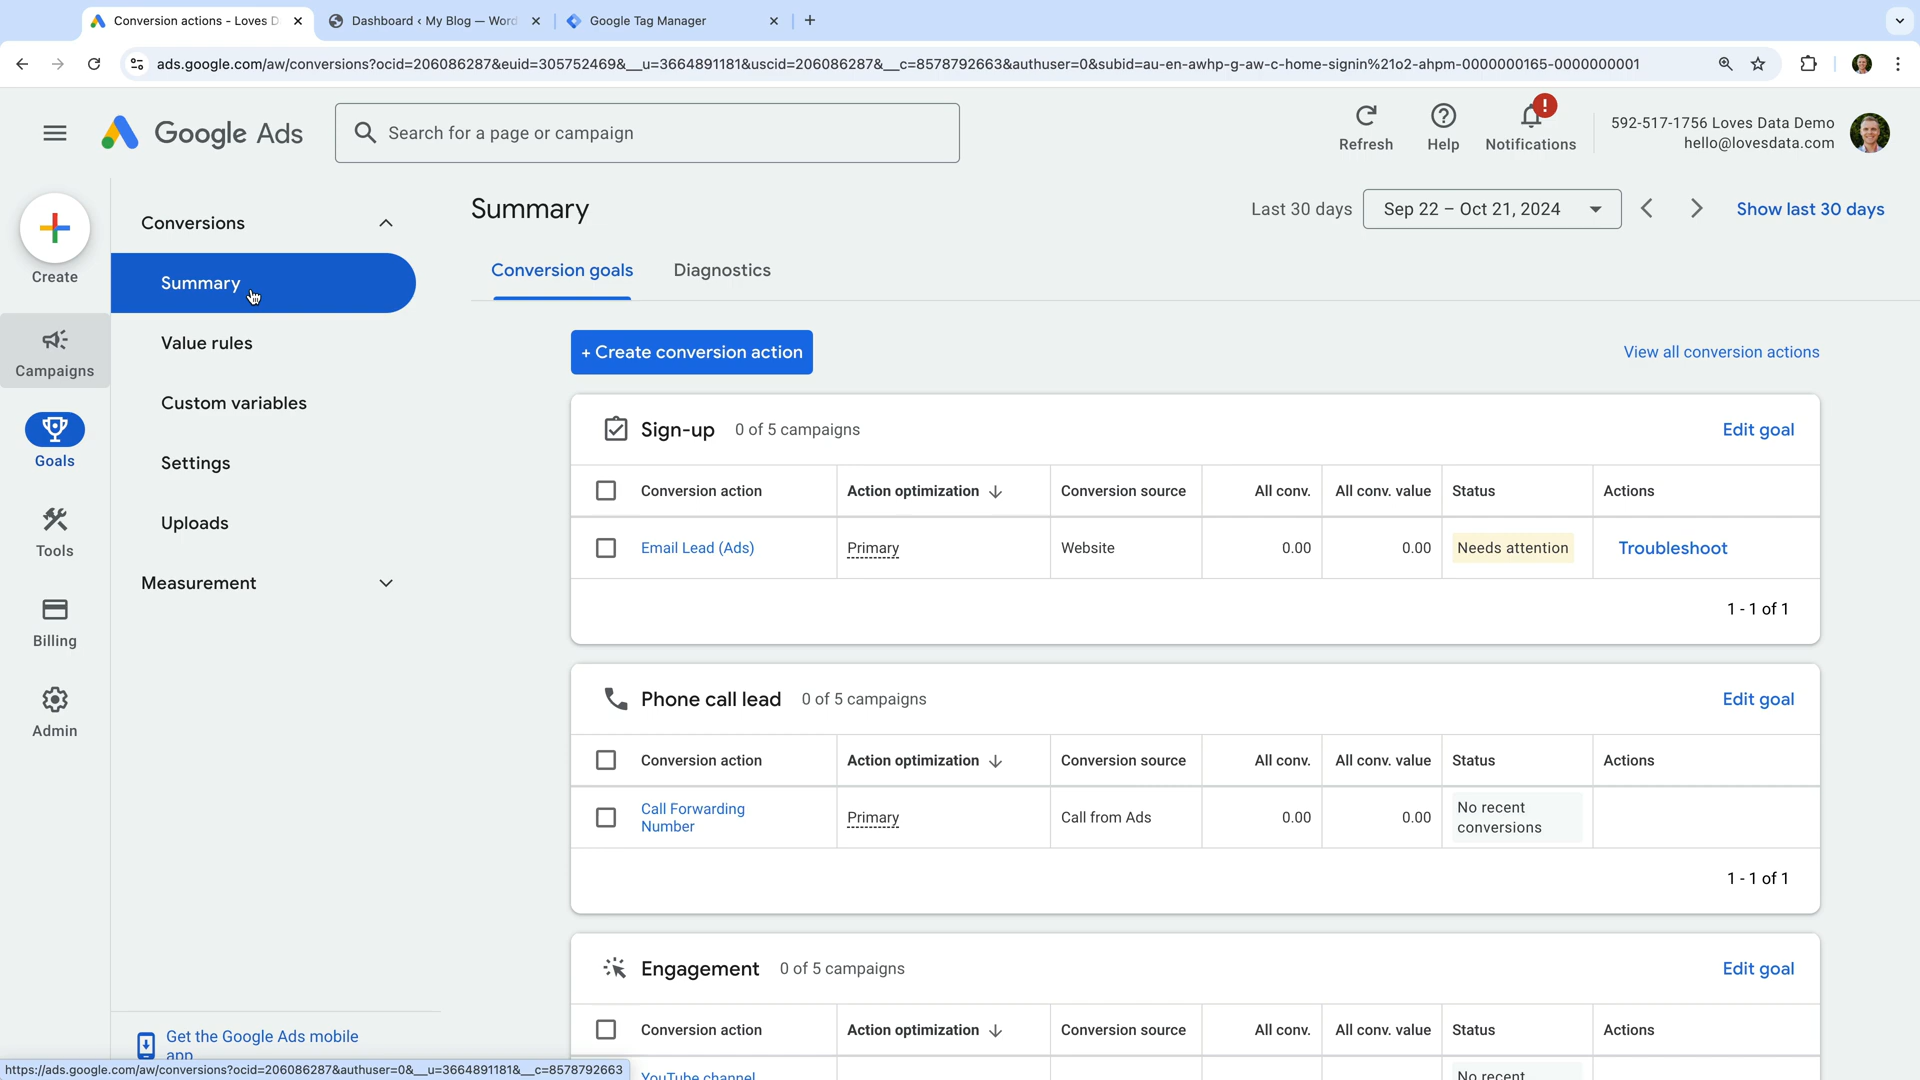 Conversion actions - Loves D
Dashboard ‹ My Blog — Word
Google Tag Manager
ads.google.com/aw/conversions?ocid=206086287&euid=305752469&__u=3664891181&uscid=206086287&__c=8578792663&authuser=0&subid=au-en-awhp-g-aw-c-home-signin%21o2-ahpm-0000000165-0000000001
Google Ads
Search for a page or campaign
Refresh
Help
!
Notifications
592-517-1756 Loves Data Demo
hello@lovesdata.com
Create
Campaigns
Goals
Tools
Billing
Admin
Conversions
Summary
Value rules
Custom variables
Settings
Uploads
Measurement
Get the Google Ads mobile
app
Summary
Last 30 days
Sep 22 – Oct 21, 2024
Show last 30 days
Conversion goals
Diagnostics
+ Create conversion action
View all conversion actions
Sign-up 0 of 5 campaigns Edit goal
Conversion action Action optimization Conversion source All conv. All conv. value Status Actions
Email Lead (Ads) Primary Website 0.00 0.00 Needs attention Troubleshoot
1 - 1 of 1
Phone call lead 0 of 5 campaigns Edit goal
Conversion action Action optimization Conversion source All conv. All conv. value Status Actions
Call Forwarding
Number
Primary Call from Ads 0.00 0.00
No recent
conversions
1 - 1 of 1
Engagement 0 of 5 campaigns Edit goal
Conversion action Action optimization Conversion source All conv. All conv. value Status Actions
YouTube channel
No recent
https://ads.google.com/aw/conversions?ocid=206086287&authuser=0&__u=3664891181&__c=8578792663